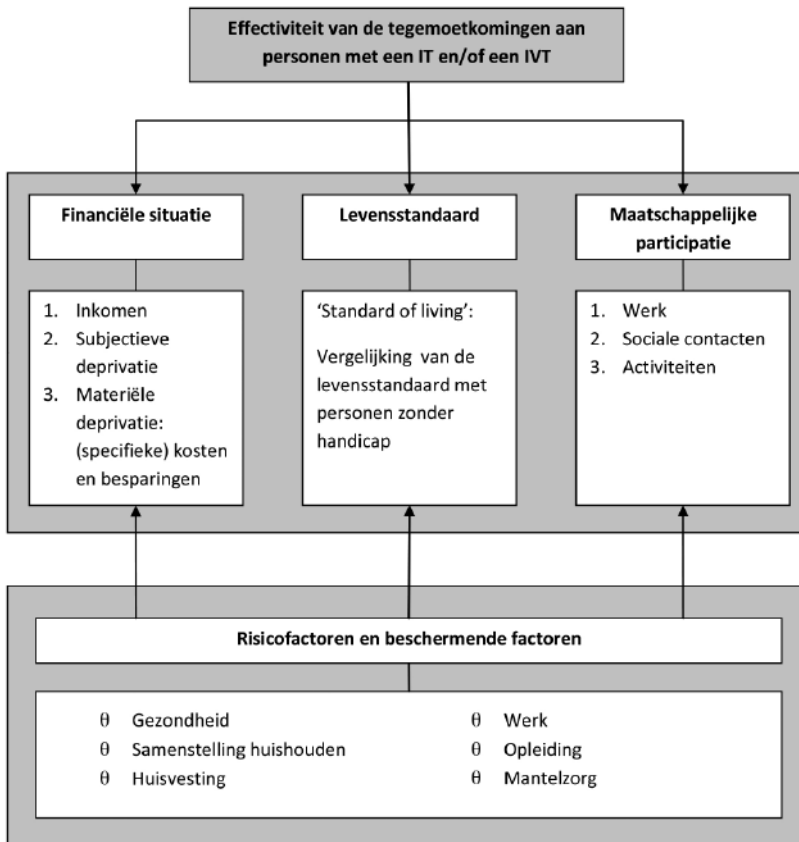 Effectiviteit van de tegemoetkomingen aan
personen met een IT en/of een IVT
Financiële situatie
1. Inkomen
2. Subjectieve
deprivatie
3. Materiële
deprivatie:
(specifieke) kosten
en besparingen
Levensstandaard
‘Standard of living’:
Vergelijking van de
levensstandaard met
personen zonder
handicap
Maatschappelijke
participatie
1. Werk
2. Sociale contacten
3. Activiteiten
Risicofactoren en beschermende factoren
θ Gezondheid
θ Samenstelling huishouden
θ Huisvesting
θ Werk
θ Opleiding
θ Mantelzorg